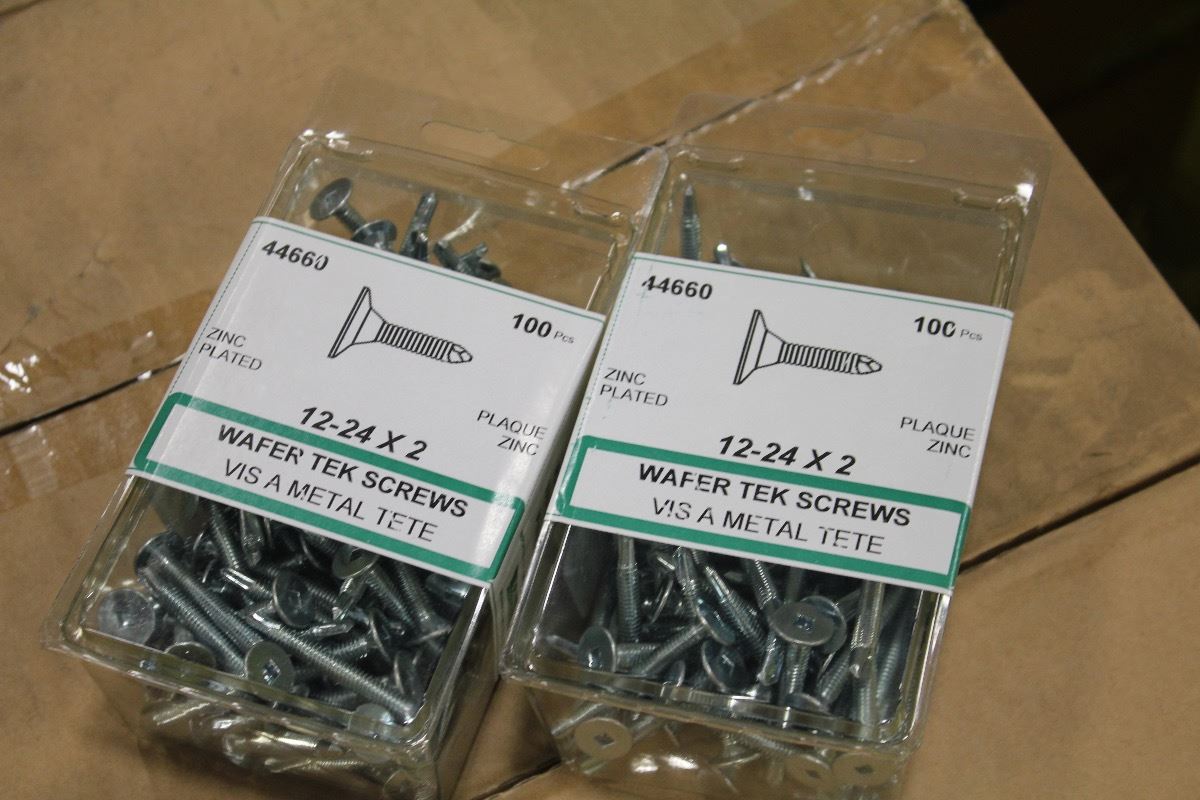 44660
100 Pcs
ZINC
PLATED
PLAQUE
ZINC
12-24 X 2
WAFER TEK SCREWS
VIS A METAL TETE
44660
100 Pcs
ZINC
PLATED
PLAQUE
ZINC
12-24 X 2
WAFER TEK SCREWS
VIS A METAL TETE